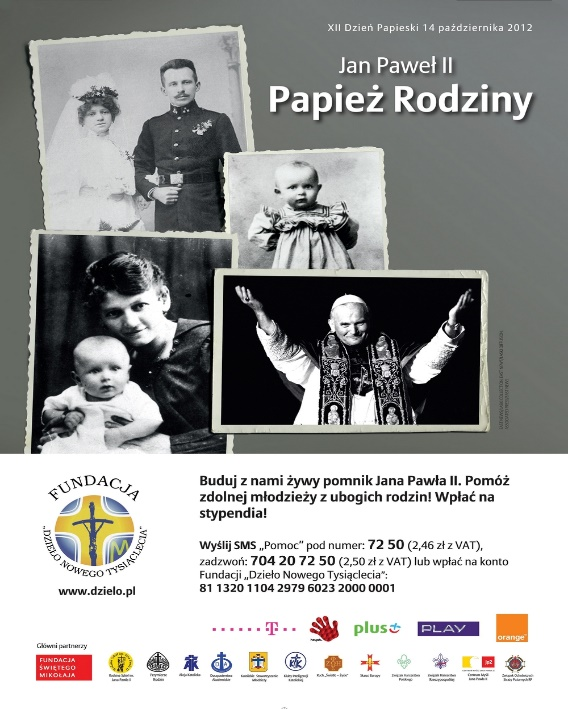 XII Dzień Papieski 14 października 2012
Jan Paweł II
Papież Rodziny
FUNDACJA
„DZIEŁO NOWEGO TYSIĄCLECIA”
www.dzielo.pl
Buduj z nami żywy pomnik Jana Pawła II. Pomóż
zdolnej młodzieży z ubogich rodzin! Wpłać na
stypendia!
Wyślij SMS „Pomoc” pod numer: 72 50 (2,46 zł z VAT),
zadzwoń: 704 20 72 50 (2,50 zł z VAT) lub wpłać na konto
Fundacji „Dzieło Nowego Tysiąclecia”:
81 1320 1104 2979 6023 2000 0001
T
plus
PLAY
orange
Główni partnerzy
FUNDACJA
ŚWIĘTEGO
MIKOŁAJA